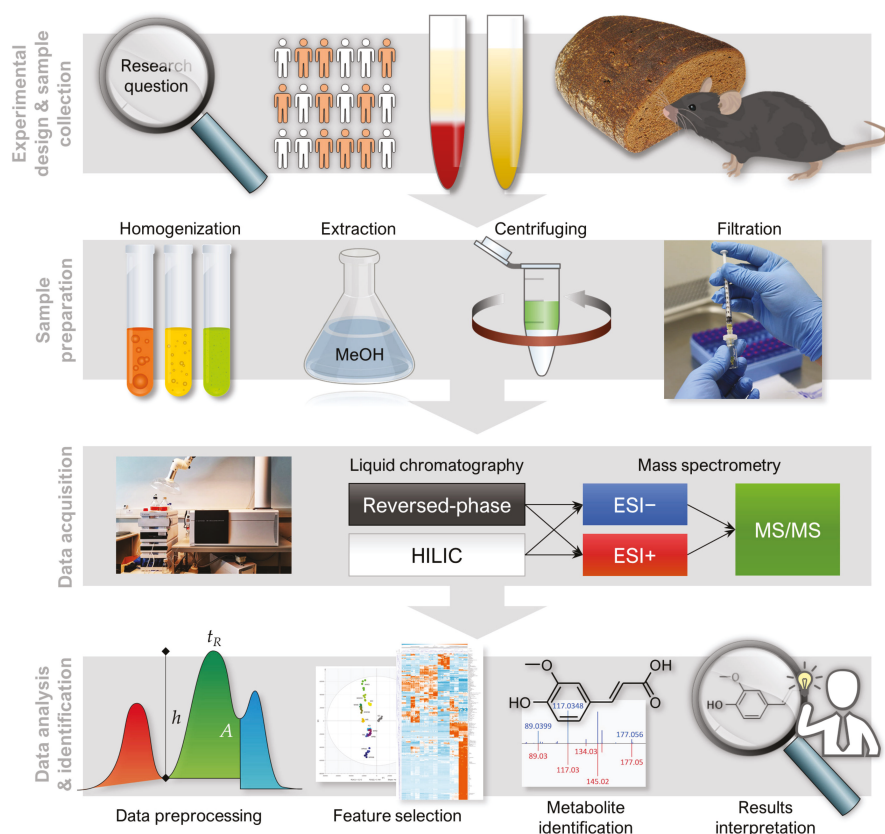 Experimental
design & sample
collection
Research
question
Sample
preparation
Homogenization
Extraction
Centrifuging
Filtration
MeOH
Data acquisition
Liquid chromatography
Mass spectrometry
Reversed-phase
ESI−
MS/MS
HILIC
ESI+
Data analysis
& identification
t_R
h
A
O
OH
HO
O
117.0348
89.0399
177.056
89.03
134.03
117.03
177.05
145.02
O
HO
Data preprocessing
Feature selection
Metabolite
identification
Results
interpretation